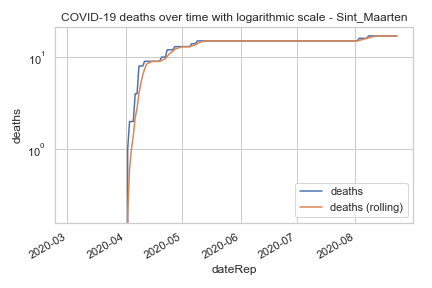 COVID-19 deaths over time with logarithmic scale - Sint_Maarten
10¹
10⁰
deaths
deaths
deaths (rolling)
2020-03
2020-04
2020-05
2020-06
2020-07
2020-08
dateRep